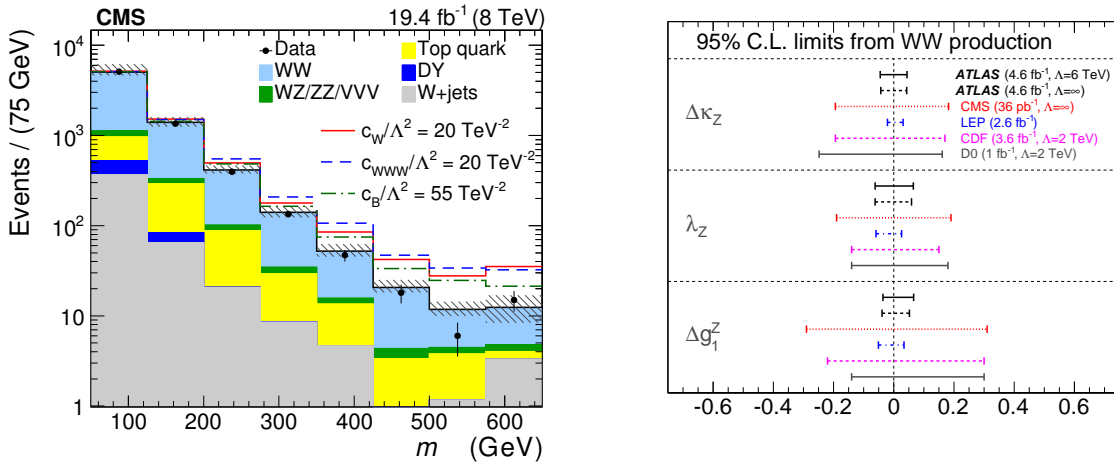 CMS 19.4 fb⁻¹ (8 TeV)
Events / (75 GeV)
10⁴
10³
10²
10
1
Data
Top quark
WW
DY
WZ/ZZ/VVV
W+jets
c_W/Λ² = 20 TeV⁻²
c_WWW/Λ² = 20 TeV⁻²
c_B/Λ² = 55 TeV⁻²
100 200 300 400 500 600
m (GeV)
95% C.L. limits from WW production
ATLAS (4.6 fb⁻¹, Λ=6 TeV)
ATLAS (4.6 fb⁻¹, Λ=∞)
CMS (36 pb⁻¹, Λ=∞)
LEP (2.6 fb⁻¹)
CDF (3.6 fb⁻¹, Λ=2 TeV)
D0 (1 fb⁻¹, Λ=2 TeV)
Δκ_Z
λ_Z
Δg₁ᶻ
-0.6 -0.4 -0.2 0 0.2 0.4 0.6